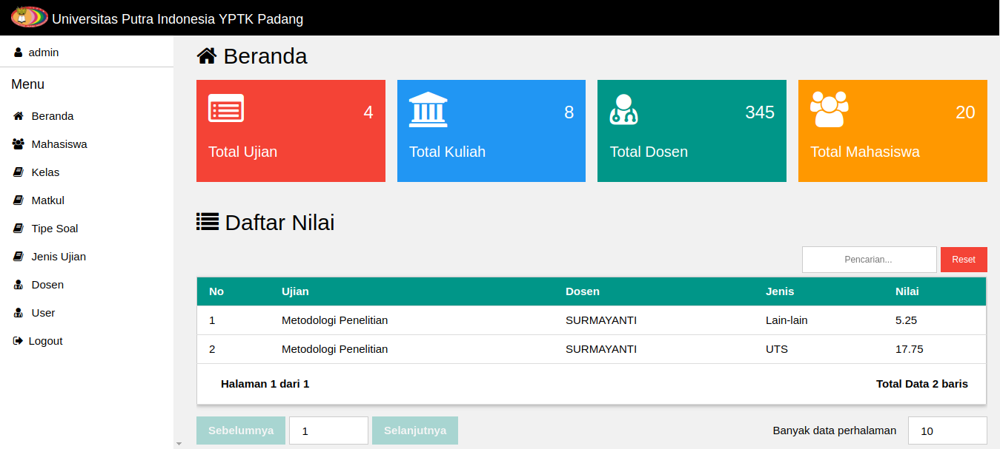 Universitas Putra Indonesia YPTK Padang
admin
Menu
Beranda
Mahasiswa
Kelas
Matkul
Tipe Soal
Jenis Ujian
Dosen
User
Logout
Beranda
4
Total Ujian
8
Total Kuliah
345
Total Dosen
20
Total Mahasiswa
Daftar Nilai
Pencarian... Reset
No Ujian Dosen Jenis Nilai
1 Metodologi Penelitian SURMAYANTI Lain-lain 5.25
2 Metodologi Penelitian SURMAYANTI UTS 17.75
Halaman 1 dari 1 Total Data 2 baris
Sebelumnya 1 Selanjutnya Banyak data perhalaman 10